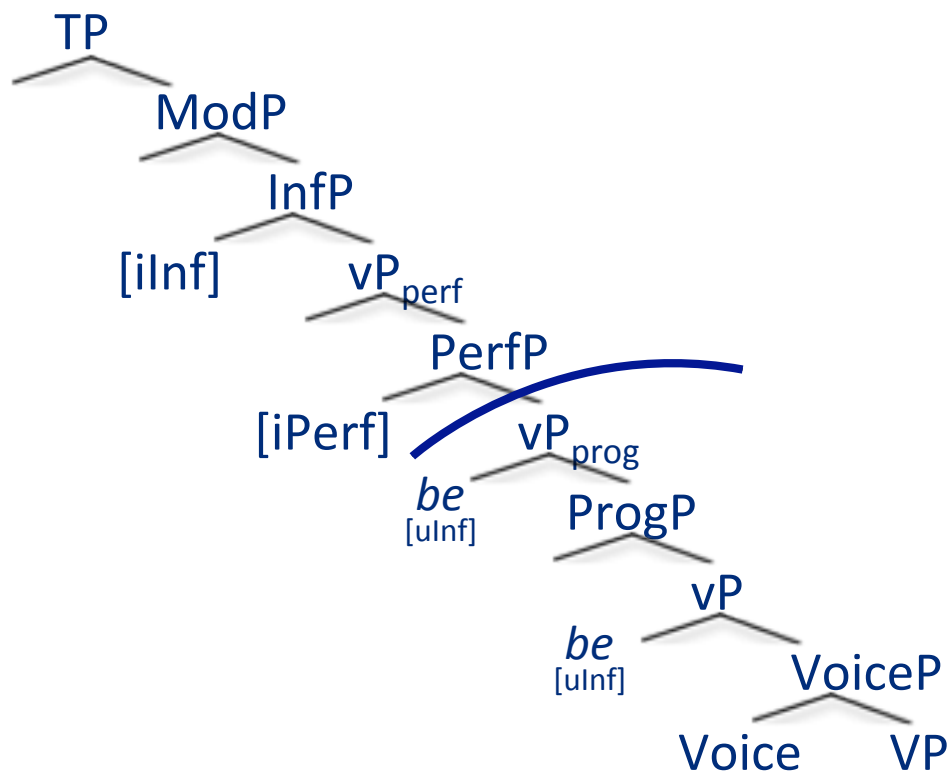 TP
ModP
InfP
[iInf]
vPperf
PerfP
[iPerf]
vPprog
be
[uInf]
ProgP
vP
be
[uInf]
VoiceP
Voice VP